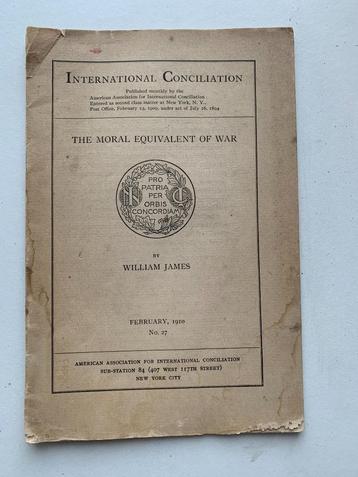 INTERNATIONAL CONCILIATION
Published monthly by the
American Association for International Conciliation
Entered as second class matter at New York, N. Y.,
Post Office, February 23, 1909, under act of July 16, 1894
THE MORAL EQUIVALENT OF WAR
PRO
PATRIA
PER
ORBIS
CONCORDIAM
BY
WILLIAM JAMES
FEBRUARY, 1910
No. 27
AMERICAN ASSOCIATION FOR INTERNATIONAL CONCILIATION
SUB-STATION 84 (407 WEST 117TH STREET)
NEW YORK CITY